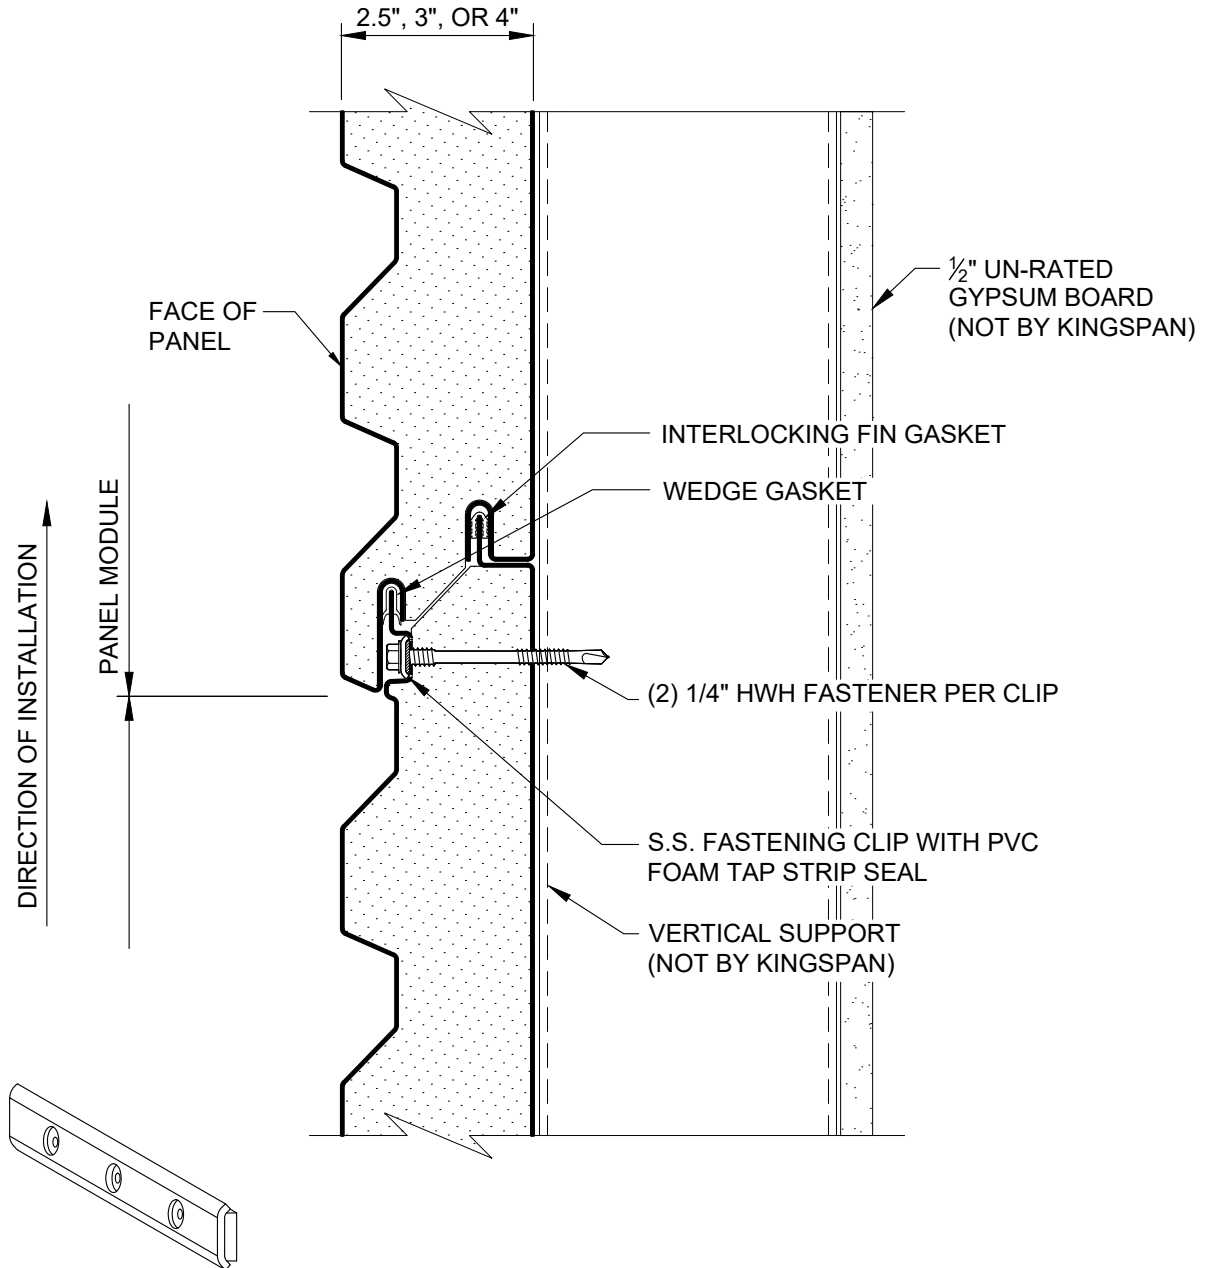 2.5", 3", OR 4"
½" UN-RATED
GYPSUM BOARD
(NOT BY KINGSPAN)
FACE OF
PANEL
INTERLOCKING FIN GASKET
WEDGE GASKET
PANEL MODULE
DIRECTION OF INSTALLATION
(2) 1/4" HWH FASTENER PER CLIP
S.S. FASTENING CLIP WITH PVC
FOAM TAP STRIP SEAL
VERTICAL SUPPORT
(NOT BY KINGSPAN)